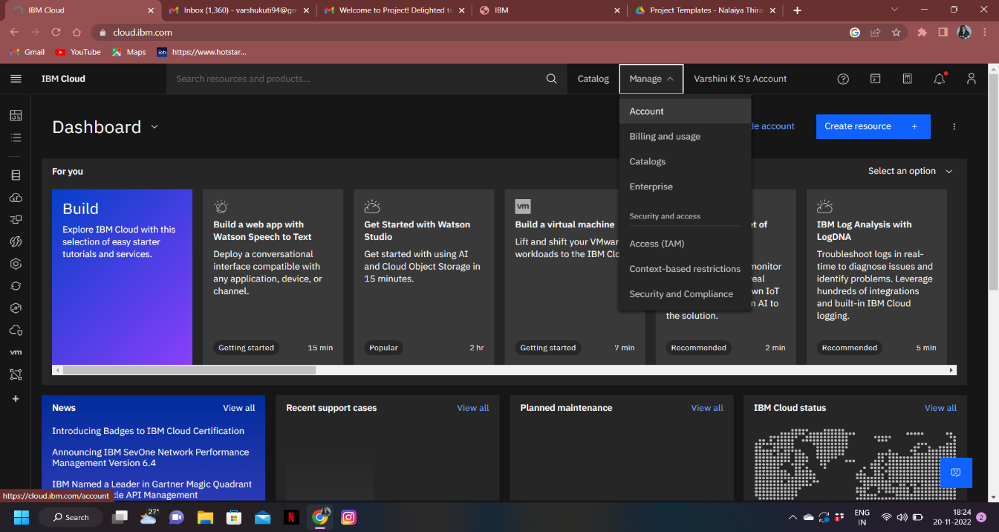 IBM Cloud
Inbox (1,360) - varshukuti94@gm
Welcome to Project! Delighted to
IBM
Project Templates - Nalaiya Thira
cloud.ibm.com
Gmail
YouTube
Maps
https://www.hotstar...
IBM Cloud
Search resources and products...
Catalog
Manage
Varshini K S's Account
Dashboard
de account
Create resource +
Account
Billing and usage
Catalogs
Enterprise
Security and access
Access (IAM)
Context-based restrictions
Security and Compliance
For you
Select an option
Build
Explore IBM Cloud with this
selection of easy starter
tutorials and services.
Build a web app with
Watson Speech to Text
Deploy a conversational
interface compatible with
any application, device, or
channel.
Getting started 15 min
Get Started with Watson
Studio
Get started with using AI
and Cloud Object Storage in
15 minutes.
Popular 2 hr
vm
Build a virtual machine
Lift and shift your VMwar
workloads to the IBM Clo
Getting started 7 min
et of
monitor
real
wn IoT
n AI to
the solution.
Recommended 2 min
IBM Log Analysis with
LogDNA
Troubleshoot logs in real-
time to diagnose issues and
identify problems. Leverage
hundreds of integrations
and built-in IBM Cloud
logging.
Recommended 5 min
vm
News View all
Introducing Badges to IBM Cloud Certification
Announcing IBM SevOne Network Performance
Management Version 6.4
IBM Named a Leader in Gartner Magic Quadrant
cle API Management
Recent support cases View all
Planned maintenance View all
IBM Cloud status View all
https://cloud.ibm.com/account
Search
27°
ENG
IN
18:24
20-11-2022
2